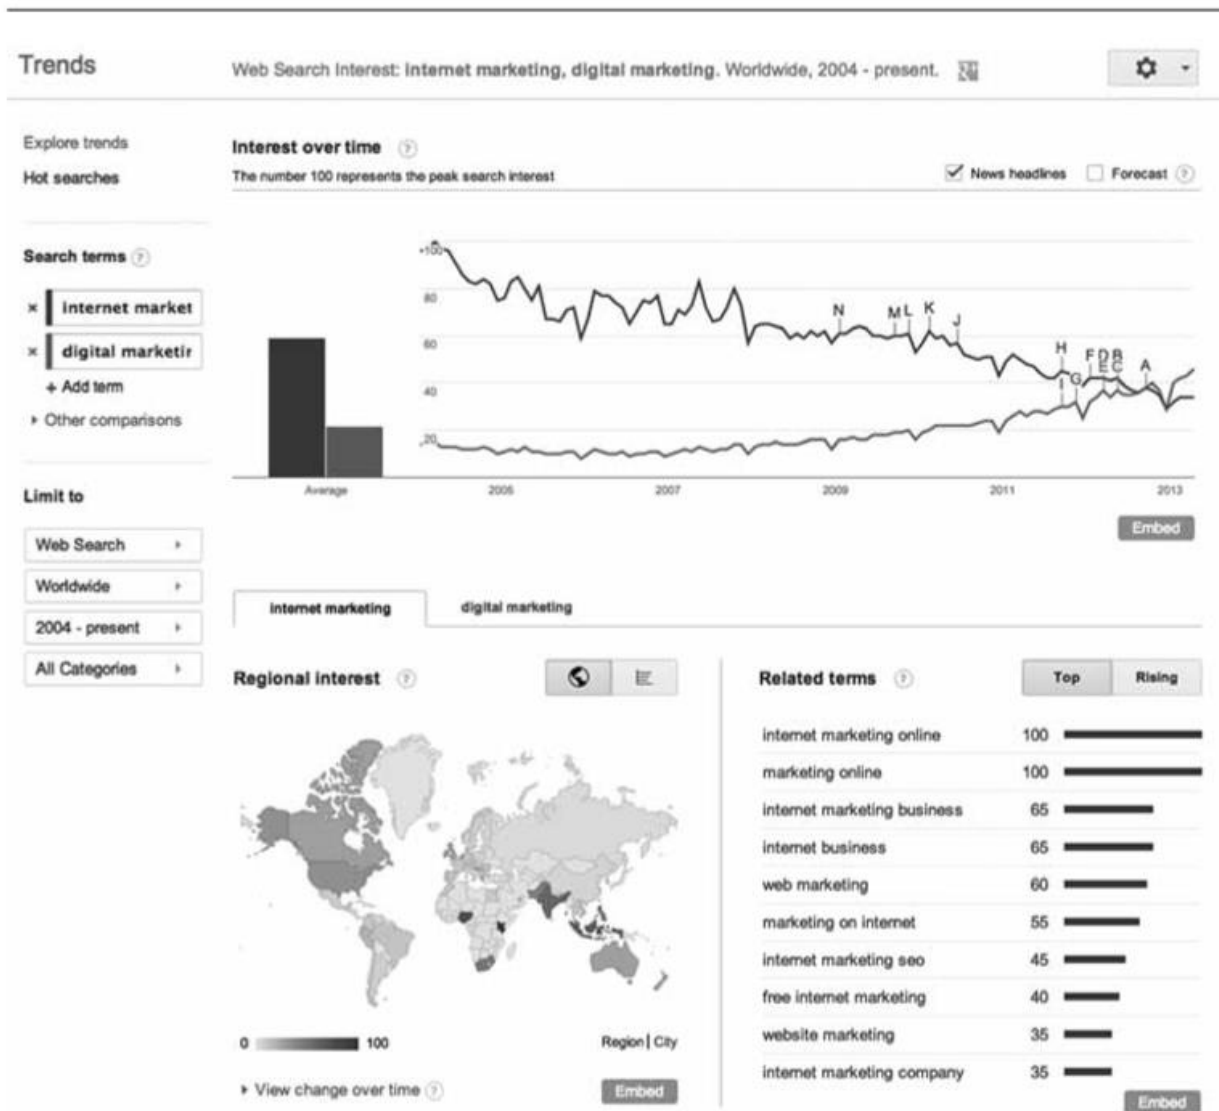 Trends
Web Search Interest: internet marketing, digital marketing. Worldwide, 2004 - present.
Explore trends
Hot searches
Search terms ?
× internet market
× digital marketir
+ Add term
Other comparisons
Limit to
Web Search
Worldwide
2004 - present
All Categories
Interest over time ?
The number 100 represents the peak search interest
News headlines Forecast ?
100
80
60
40
20
N M L K J H I G F D E B C A
Average 2005 2007 2009 2011 2013
Embed
internet marketing digital marketing
Regional interest ?
0 100
Region | City
View change over time ?
Embed
Related terms ? Top Rising
internet marketing online 100
marketing online 100
internet marketing business 65
internet business 65
web marketing 60
marketing on internet 55
internet marketing seo 45
free internet marketing 40
website marketing 35
internet marketing company 35
Embed